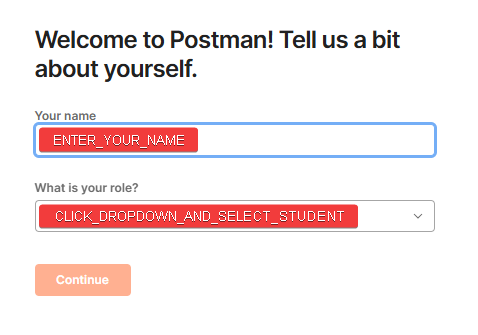 Welcome to Postman! Tell us a bit
about yourself.
Your name
ENTER_YOUR_NAME
What is your role?
CLICK_DROPDOWN_AND_SELECT_STUDENT
Continue